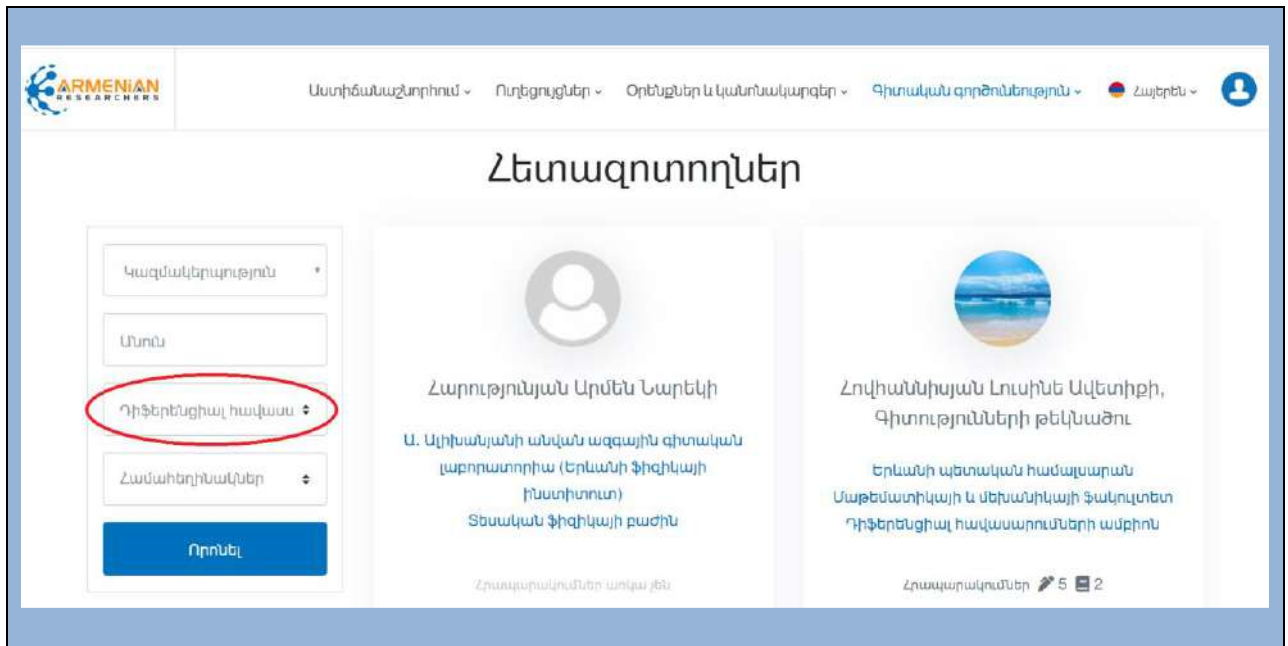 ARMENiAN
RESEARCHERS
Աստիճանաշնորհում Ուղեցույցներ Օրենքներ և կանոնակարգեր Գիտական գործունեություն Հայերեն
Հետազոտողներ
Կազմակերպություն
Անուն
Դիֆերենցիալ հավասս
Համահեղինակներ
Որոնել
Հարությունյան Արմեն Նարեկի
Ա. Ալիխանյանի անվան ազգային գիտական
լաբորատորիա (Երևանի ֆիզիկայի
ինստիտուտ)
Տեսական ֆիզիկայի բաժին
Հրապարակումներ առկա չեն
Հովհաննիսյան Լուսինե Ավետիքի,
Գիտությունների թեկնածու
Երևանի պետական համալսարան
Մաթեմատիկայի և մեխանիկայի ֆակուլտետ
Դիֆերենցիալ հավասարումների ամբիոն
Հրապարակումներ 5 2